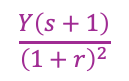 Y(s + 1)
(1 + r)²